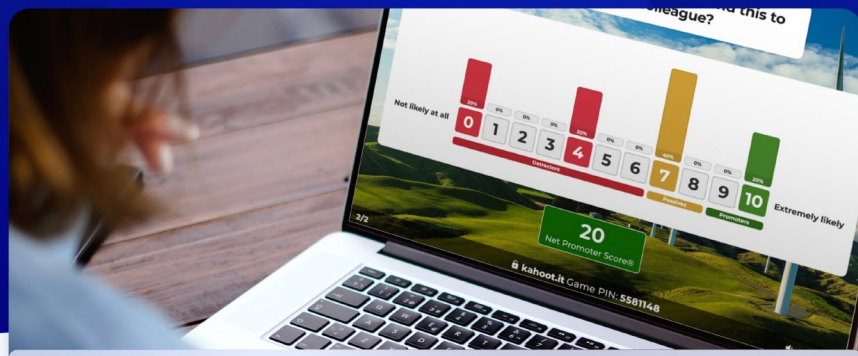 this to
colleague?
20% 0% 0% 0% 20% 0% 0% 40% 0% 0% 20%
Not likely at all 0 1 2 3 4 5 6 7 8 9 10 Extremely likely
Detractors Passives Promoters
2/2
20
Net Promoter Score®
kahoot.it Game PIN: 5581148